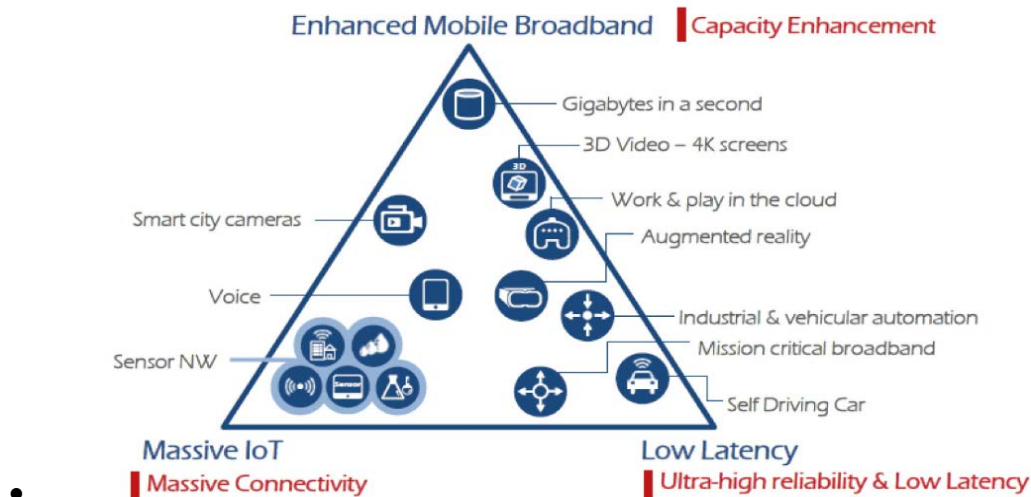 Enhanced Mobile Broadband
Capacity Enhancement
Gigabytes in a second
3D Video – 4K screens
3D
Work & play in the cloud
Smart city cameras
Augmented reality
Voice
Industrial & vehicular automation
Mission critical broadband
Sensor NW
Sensor
Self Driving Car
Massive IoT
Low Latency
Massive Connectivity
Ultra-high reliability & Low Latency